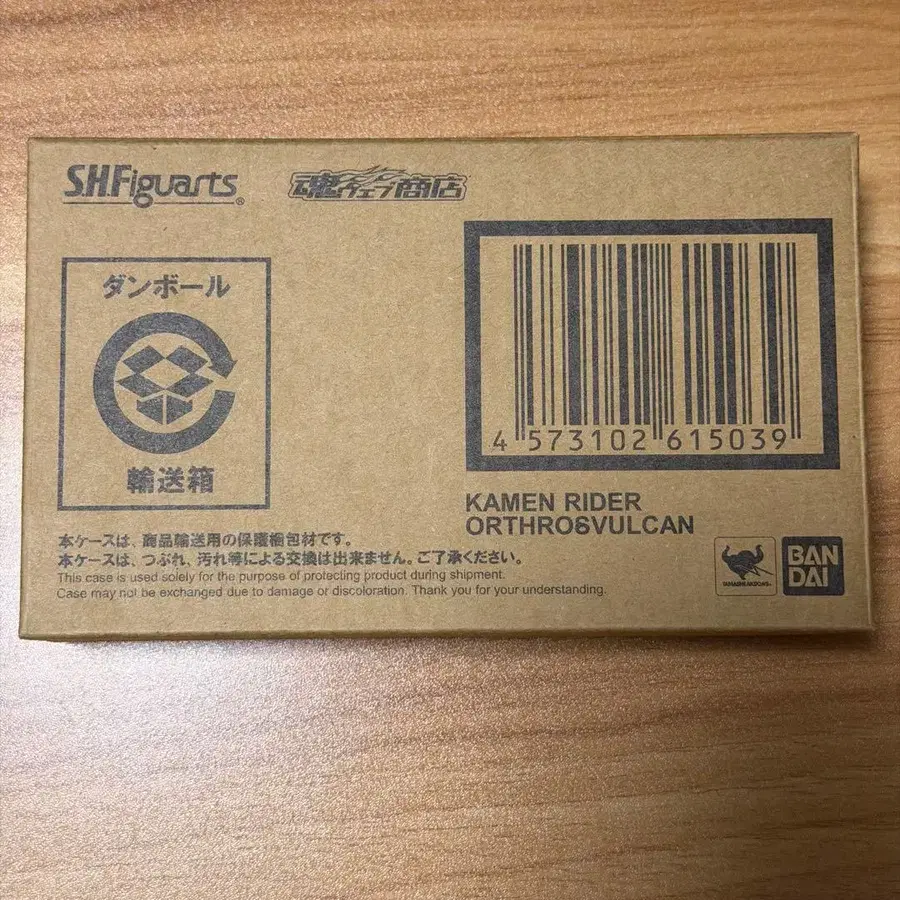 S.H.Figuarts®
魂ウェブ商店
ダンボール
輸送箱
4 573102 615039
KAMEN RIDER
ORTHROSVULCAN
本ケースは、商品輸送用の保護梱包材です。
本ケースは、つぶれ、汚れ等による交換は出来ません。ご了承ください。
This case is used solely for the purpose of protecting product during shipment.
Case may not be exchanged due to damage or discoloration. Thank you for your understanding.
TAMASHII NATIONS
BAN
DAI